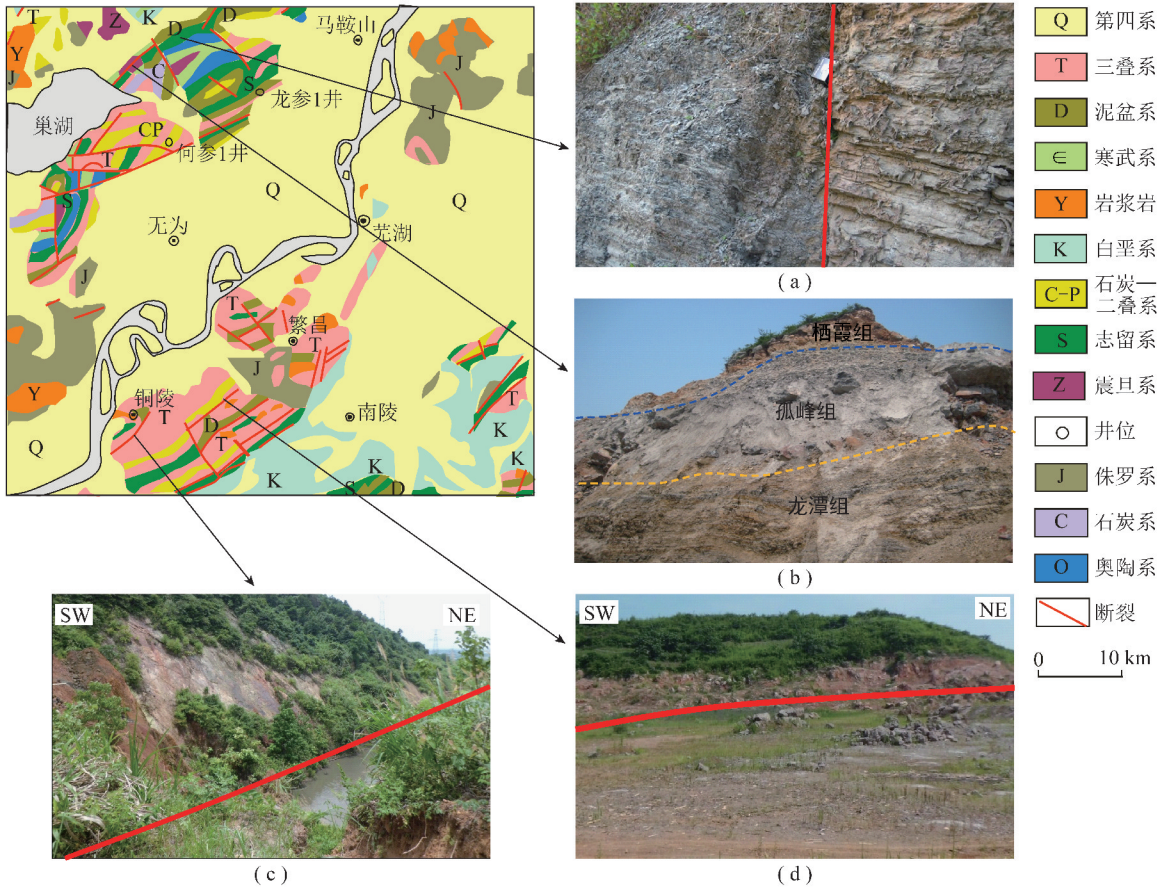 T
K
Z
K
D
D
Y
J
C
S
马鞍山
J
J
龙参1井
巢湖
CP
何参1井
T
S
Q
Q
无为
芜湖
J
T
繁昌
T
J
Y
铜陵
T
南陵
T
D
T
Q
K
K
K
K
S
D
K
( a )
栖霞组
孤峰组
龙潭组
( b )
SW
NE
( c )
SW
NE
( d )
Q 第四系
T 三叠系
D 泥盆系
∈ 寒武系
Y 岩浆岩
K 白垩系
C-P 石炭—
二叠系
S 志留系
Z 震旦系
井位
J 侏罗系
C 石炭系
O 奥陶系
断裂
0 10 km